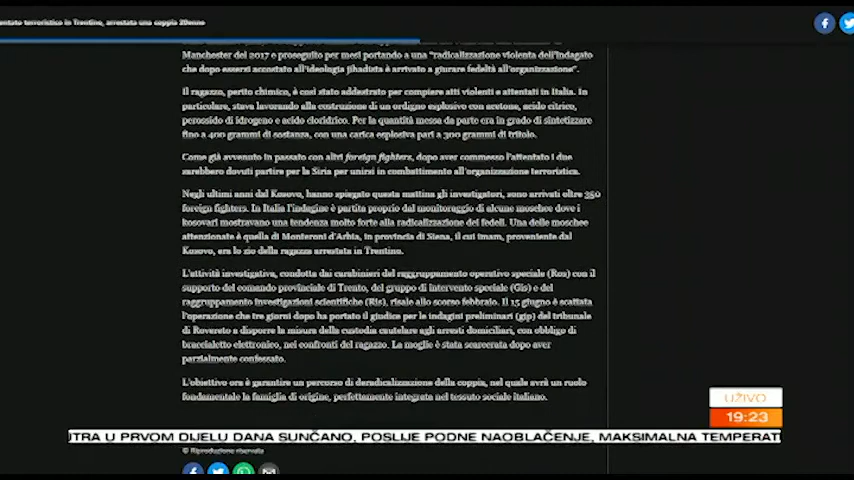 entato terroristico in Trentino, arrestata una coppia 20enne
Manchester del 2017 e proseguito per mesi portando a una "radicalizzazione violenta dell'indagato
che dopo essersi accostato all'ideologia jihadista è arrivato a giurare fedeltà all'organizzazione".
Il ragazzo, perito chimico, è così stato addestrato per compiere atti violenti e attentati in Italia. In
particolare, stava lavorando alla costruzione di un ordigno esplosivo con acetone, acido citrico,
perossido di idrogeno e acido cloridrico. Per la quantità messa da parte era in grado di sintetizzare
fino a 400 grammi di sostanza, con una carica esplosiva pari a 300 grammi di tritolo.
Come già avvenuto in passato con altri foreign fighters, dopo aver commesso l'attentato i due
sarebbero dovuti partire per la Siria per unirsi in combattimento all'organizzazione terroristica.
Negli ultimi anni dal Kosovo, hanno spiegato questa mattina gli investigatori, sono arrivati oltre 350
foreign fighters. In Italia l'indagine è partita proprio dal monitoraggio di alcune moschee dove i
kosovari mostravano una tendenza molto forte alla radicalizzazione dei fedeli. Una delle moschee
attenzionate è quella di Monteroni d'Arbia, in provincia di Siena, il cui imam, proveniente dal
Kosovo, era lo zio della ragazza arrestata in Trentino.
L'attività investigativa, condotta dai carabinieri del raggruppamento operativo speciale (Ros) con il
supporto del comando provinciale di Trento, del gruppo di intervento speciale (Gis) e del
raggruppamento investigazioni scientifiche (Ris), risale allo scorso febbraio. Il 15 giugno è scattata
l'operazione che tre giorni dopo ha portato il giudice per le indagini preliminari (gip) del tribunale
di Rovereto a disporre la misura della custodia cautelare agli arresti domiciliari, con obbligo di
braccialetto elettronico, nei confronti del ragazzo. La moglie è stata scarcerata dopo aver
parzialmente confessato.
L'obiettivo ora è garantire un percorso di deradicalizzazione della coppia, nel quale avrà un ruolo
fondamentale la famiglia di origine, perfettamente integrata nel tessuto sociale italiano.
UŽIVO
19:23
UTRA U PRVOM DIJELU DANA SUNČANO, POSLIJE PODNE NAOBLAČENJE, MAKSIMALNA TEMPERAT
© Riproduzione riservata